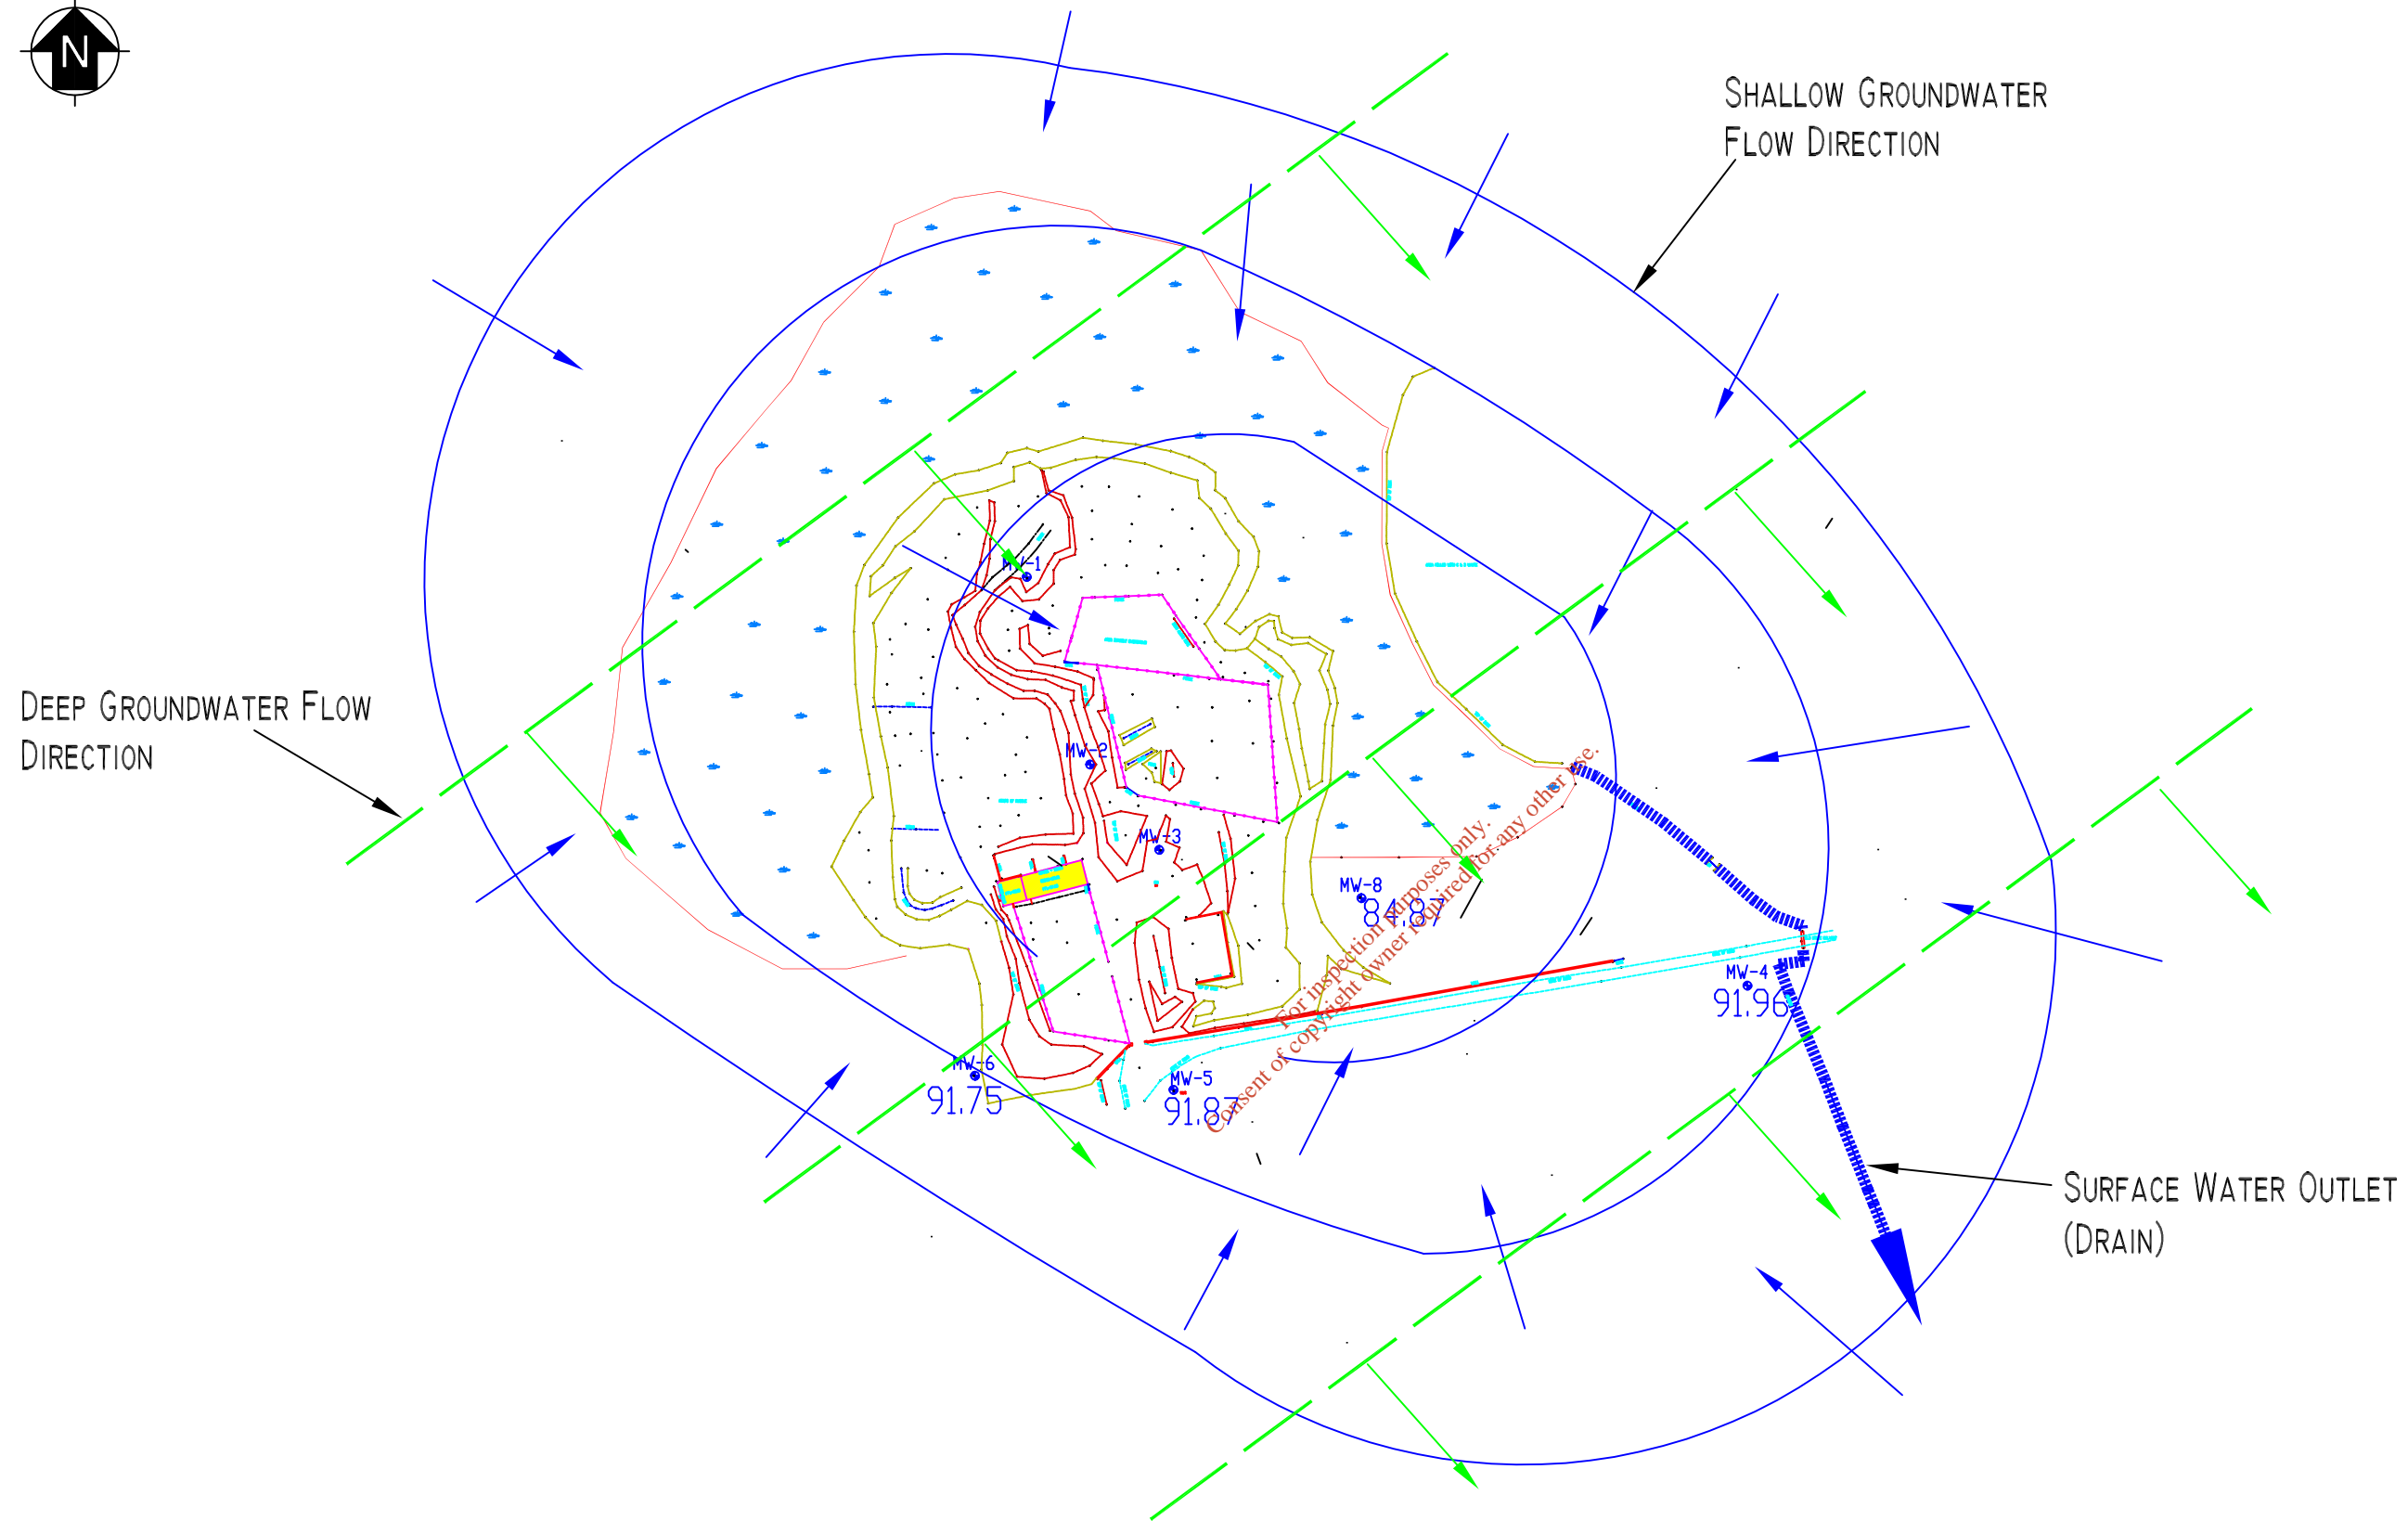 N
SHALLOW GROUNDWATER
FLOW DIRECTION
MW-1
DEEP GROUNDWATER FLOW
DIRECTION
MW-2
MW-3
MW-8
84.87
MW-4
91.96
MW-6
91.75
MW-5
91.87
For inspection purposes only.
Consent of copyright owner required for any other use.
SURFACE WATER OUTLET
(DRAIN)